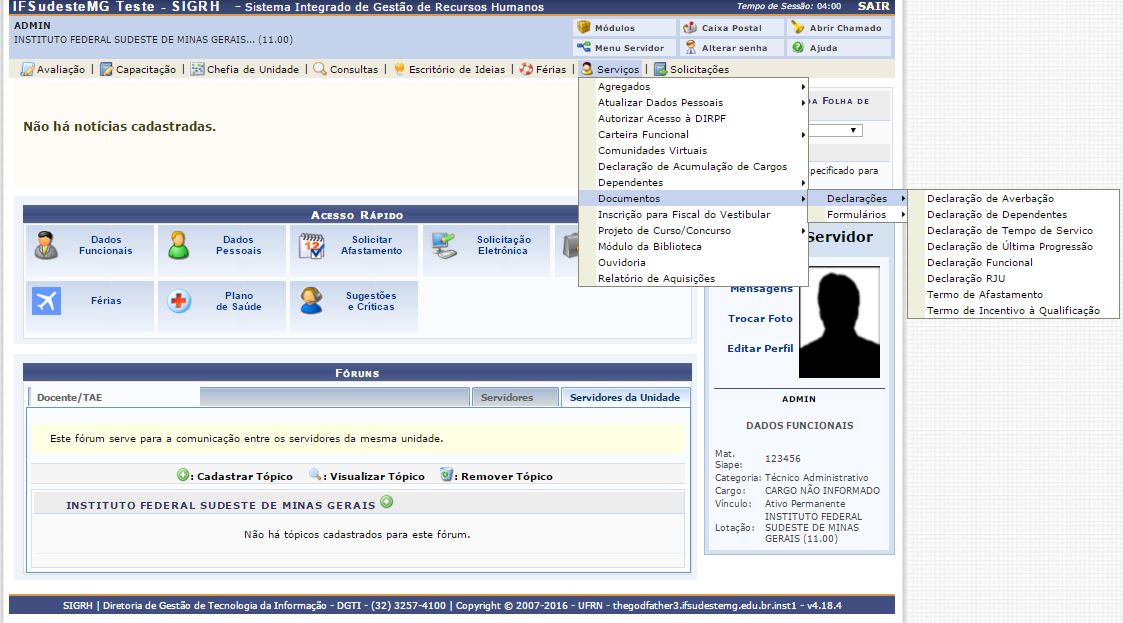 IFSudesteMG Teste - SIGRH - Sistema Integrado de Gestão de Recursos Humanos
Tempo de Sessão: 04:00 SAIR
ADMIN
INSTITUTO FEDERAL SUDESTE DE MINAS GERAIS... (11.00)
Módulos Caixa Postal Abrir Chamado
Menu Servidor Alterar senha Ajuda
Avaliação | Capacitação | Chefia de Unidade | Consultas | Escritório de Ideias | Férias | Serviços | Solicitações
Agregados
Atualizar Dados Pessoais
Autorizar Acesso à DIRPF
Carteira Funcional
Comunidades Virtuais
Declaração de Acumulação de Cargos
Dependentes
Documentos
Inscrição para Fiscal do Vestibular
Projeto de Curso/Concurso
Módulo da Biblioteca
Ouvidoria
Relatório de Aquisições
Declarações
Formulários
Declaração de Averbação
Declaração de Dependentes
Declaração de Tempo de Servico
Declaração de Última Progressão
Declaração Funcional
Declaração RJU
Termo de Afastamento
Termo de Incentivo à Qualificação
Não há notícias cadastradas.
da Folha de
pecificado para
Acesso Rápido
Dados
Funcionais
Dados
Pessoais
Solicitar
Afastamento
Solicitação
Eletrônica
Férias
Plano
de Saúde
Sugestões
e Críticas
Servidor
Mensagens
Trocar Foto
Editar Perfil
ADMIN
DADOS FUNCIONAIS
Mat. Siape: 123456
Categoria: Técnico Administrativo
Cargo: CARGO NÃO INFORMADO
Vínculo: Ativo Permanente
Lotação: INSTITUTO FEDERAL
SUDESTE DE MINAS
GERAIS (11.00)
Fóruns
Docente/TAE Servidores Servidores da Unidade
Este fórum serve para a comunicação entre os servidores da mesma unidade.
: Cadastrar Tópico : Visualizar Tópico : Remover Tópico
INSTITUTO FEDERAL SUDESTE DE MINAS GERAIS
Não há tópicos cadastrados para este fórum.
SIGRH | Diretoria de Gestão de Tecnologia da Informação - DGTI - (32) 3257-4100 | Copyright © 2007-2016 - UFRN - thegodfather3.ifsudestemg.edu.br.inst1 - v4.18.4